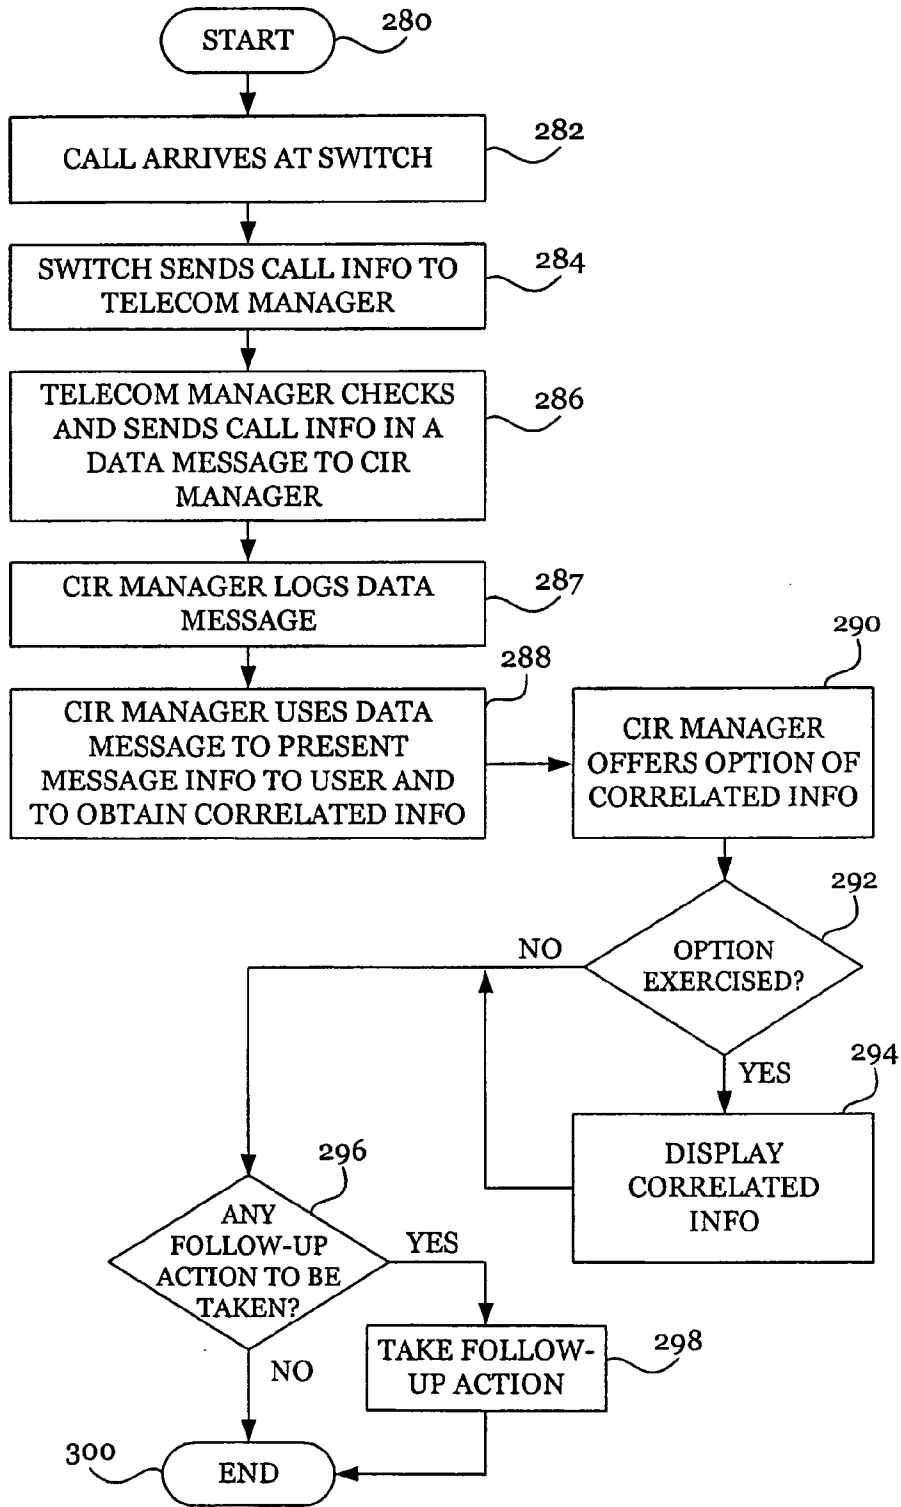 START
280
CALL ARRIVES AT SWITCH
282
SWITCH SENDS CALL INFO TO
TELECOM MANAGER
284
TELECOM MANAGER CHECKS
AND SENDS CALL INFO IN A
DATA MESSAGE TO CIR
MANAGER
286
CIR MANAGER LOGS DATA
MESSAGE
287
CIR MANAGER USES DATA
MESSAGE TO PRESENT
MESSAGE INFO TO USER AND
TO OBTAIN CORRELATED INFO
288
CIR MANAGER
OFFERS OPTION OF
CORRELATED INFO
290
OPTION
EXERCISED?
292
NO
YES
DISPLAY
CORRELATED
INFO
294
ANY
FOLLOW-UP
ACTION TO BE
TAKEN?
296
YES
NO
TAKE FOLLOW-
UP ACTION
298
END
300